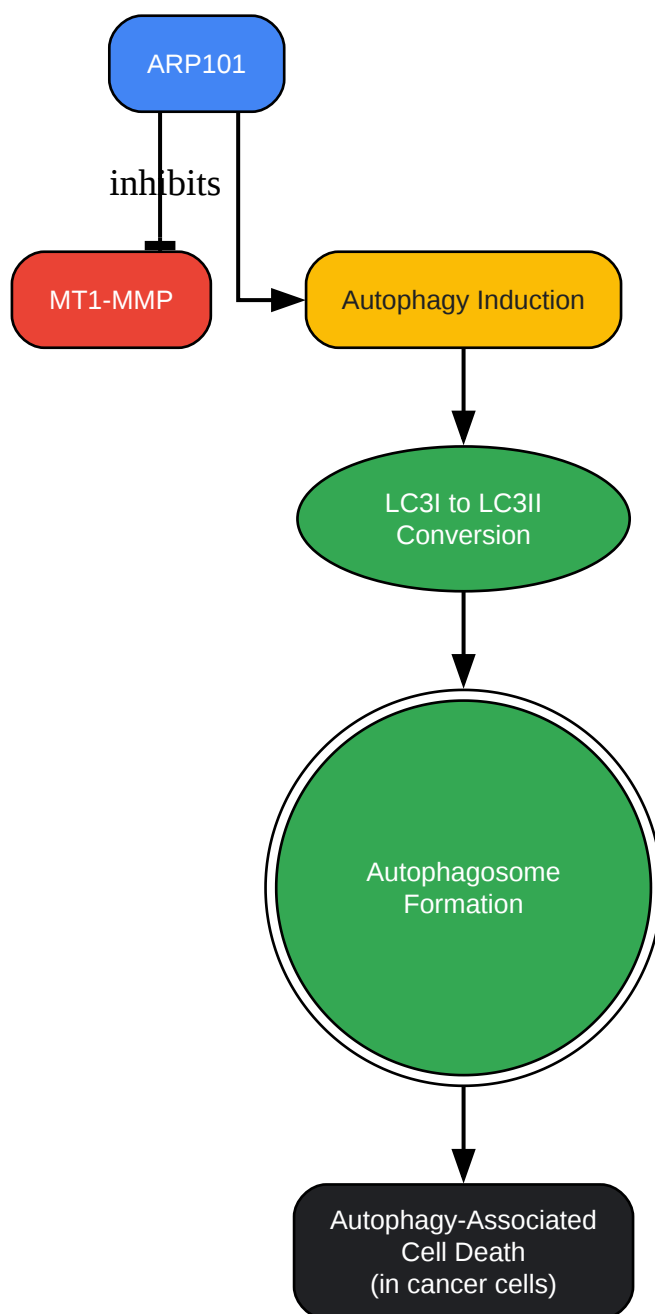 ARP101
inhibits
MT1-MMP
Autophagy Induction
LC3I to LC3II
Conversion
Autophagosome
Formation
Autophagy-Associated
Cell Death
(in cancer cells)